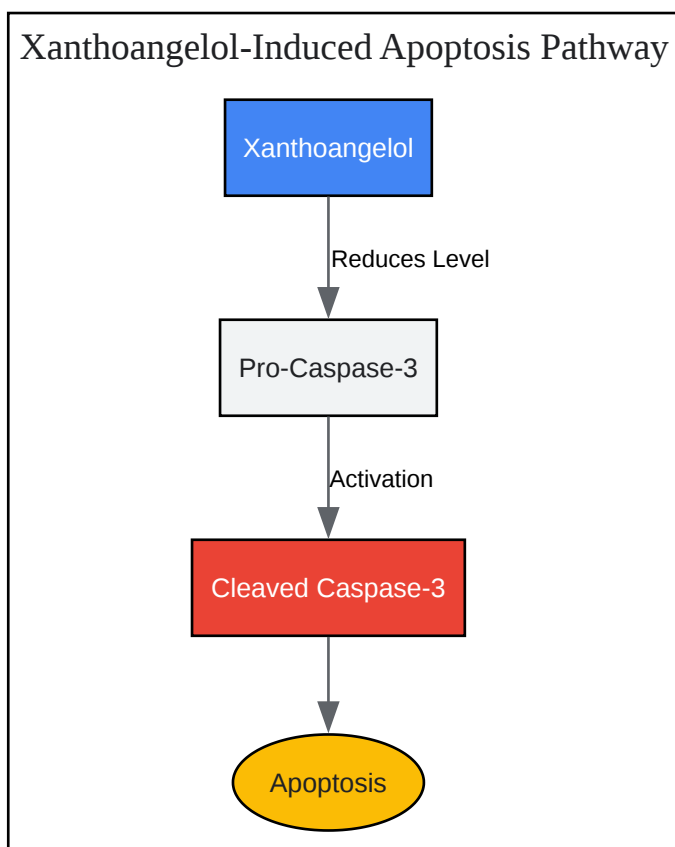 Xanthoangelol-Induced Apoptosis Pathway
Xanthoangelol
Reduces Level
Pro-Caspase-3
Activation
Cleaved Caspase-3
Apoptosis